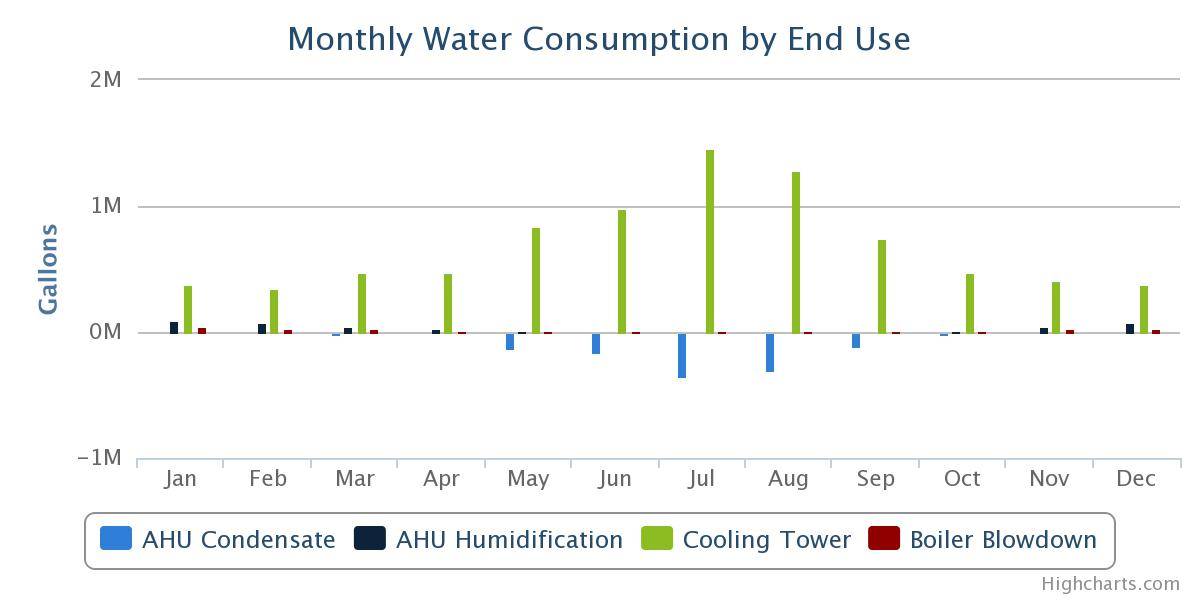 Monthly Water Consumption by End Use
2M
1M
0M
−1M
Gallons
Jan Feb Mar Apr May Jun Jul Aug Sep Oct Nov Dec
AHU Condensate AHU Humidification Cooling Tower Boiler Blowdown
Highcharts.com